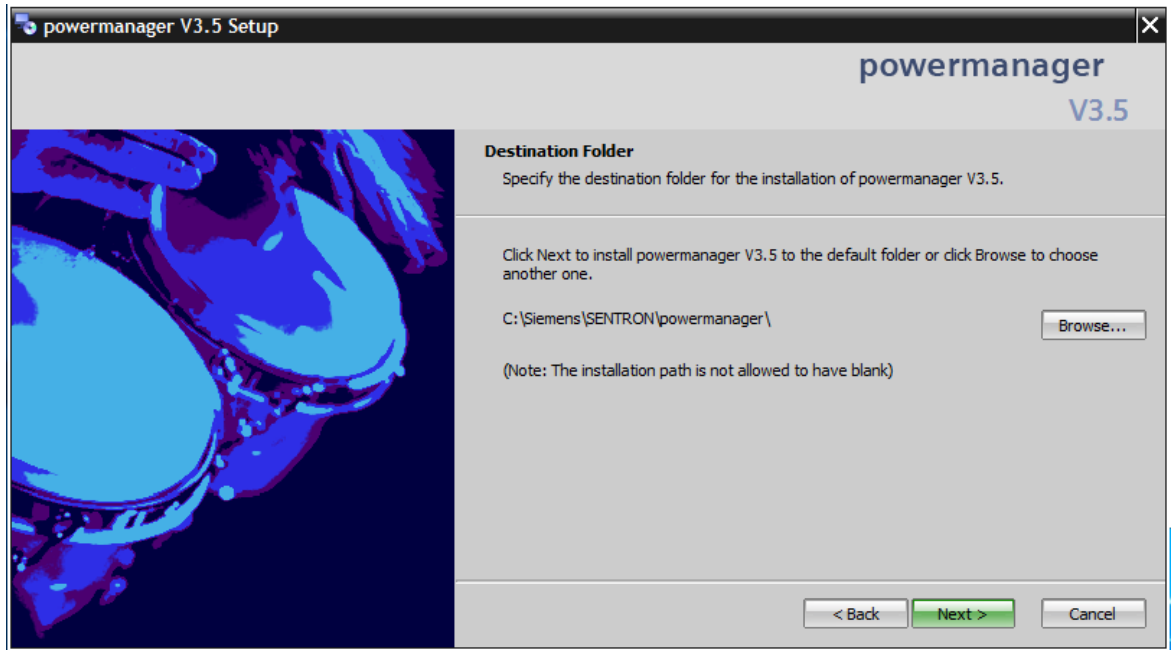 powermanager V3.5 Setup
powermanager
V3.5
Destination Folder
Specify the destination folder for the installation of powermanager V3.5.
Click Next to install powermanager V3.5 to the default folder or click Browse to choose
another one.
C:\Siemens\SENTRON\powermanager\
Browse...
(Note: The installation path is not allowed to have blank)
< Back
Next >
Cancel